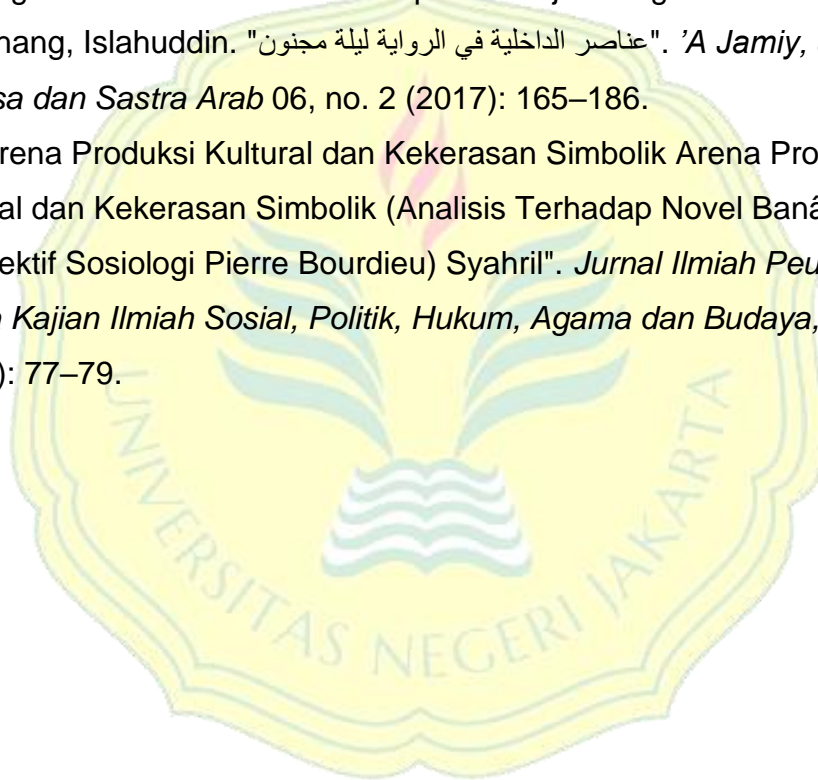 hang, Islahuddin. "عناصر الداخلية في الرواية ليلة مجنون". 'A Jamiy,
sa dan Sastra Arab 06, no. 2 (2017): 165–186.
rena Produksi Kultural dan Kekerasan Simbolik Arena Pro
al dan Kekerasan Simbolik (Analisis Terhadap Novel Banâ
ektif Sosiologi Pierre Bourdieu) Syahril". Jurnal Ilmiah Peu
Kajian Ilmiah Sosial, Politik, Hukum, Agama dan Budaya,
): 77–79.
UNIVERSITAS NEGERI JAKARTA